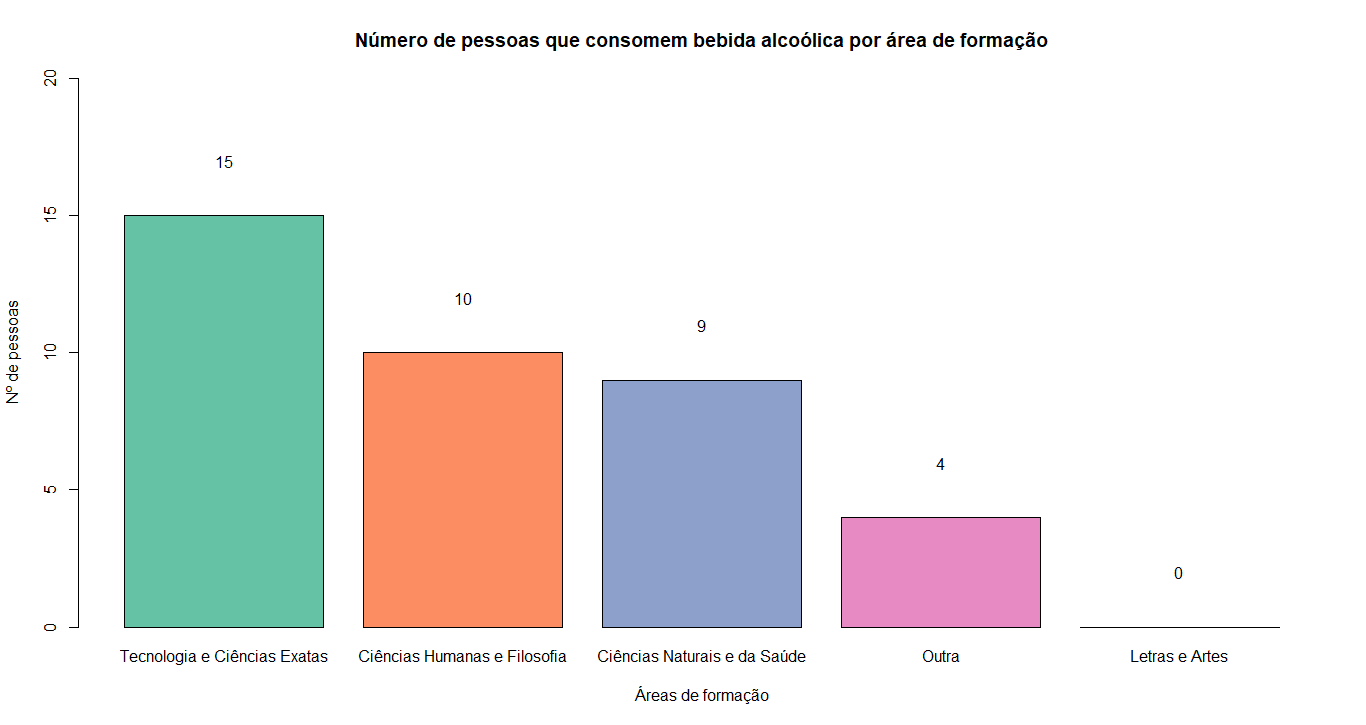 Número de pessoas que consomem bebida alcoólica por área de formação
Nº de pessoas
20
15
10
5
0
15
10
9
4
0
Tecnologia e Ciências Exatas
Ciências Humanas e Filosofia
Ciências Naturais e da Saúde
Outra
Letras e Artes
Áreas de formação